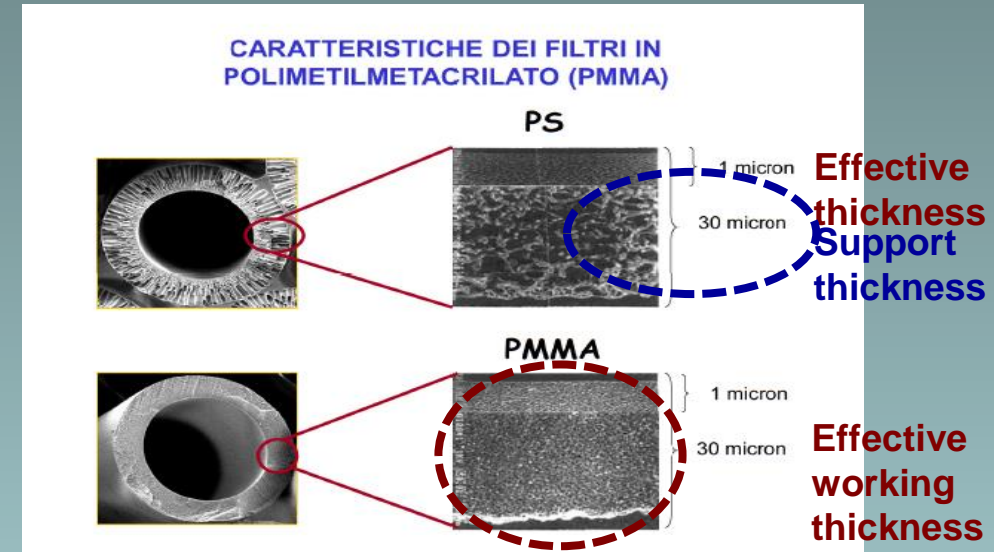 CARATTERISTICHE DEI FILTRI IN
POLIMETILMETACRILATO (PMMA)
PS
1 micron
Effective
thickness
30 micron
Support
thickness
PMMA
1 micron
30 micron
Effective
working
thickness